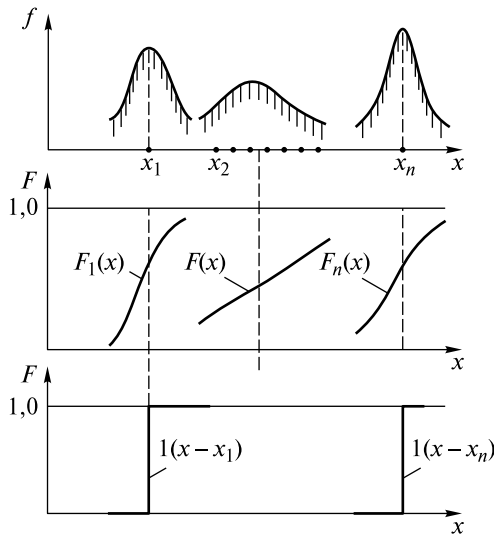 f
x₁ x₂ xₙ x
F
1,0
F₁(x) F(x) Fₙ(x)
x
F
1,0
1(x–x₁) 1(x–xₙ)
x